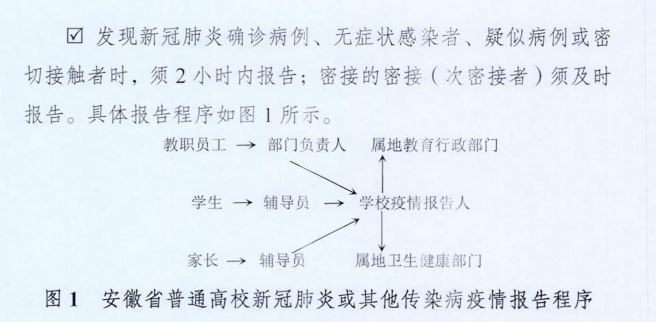 ☑ 发现新冠肺炎确诊病例、无症状感染者、疑似病例或密
切接触者时，须 2 小时内报告；密接的密接（次密接者）须及时
报告。具体报告程序如图 1 所示。
教职员工 → 部门负责人 属地教育行政部门
学生 → 辅导员 → 学校疫情报告人
家长 → 辅导员 属地卫生健康部门
图 1 安徽省普通高校新冠肺炎或其他传染病疫情报告程序